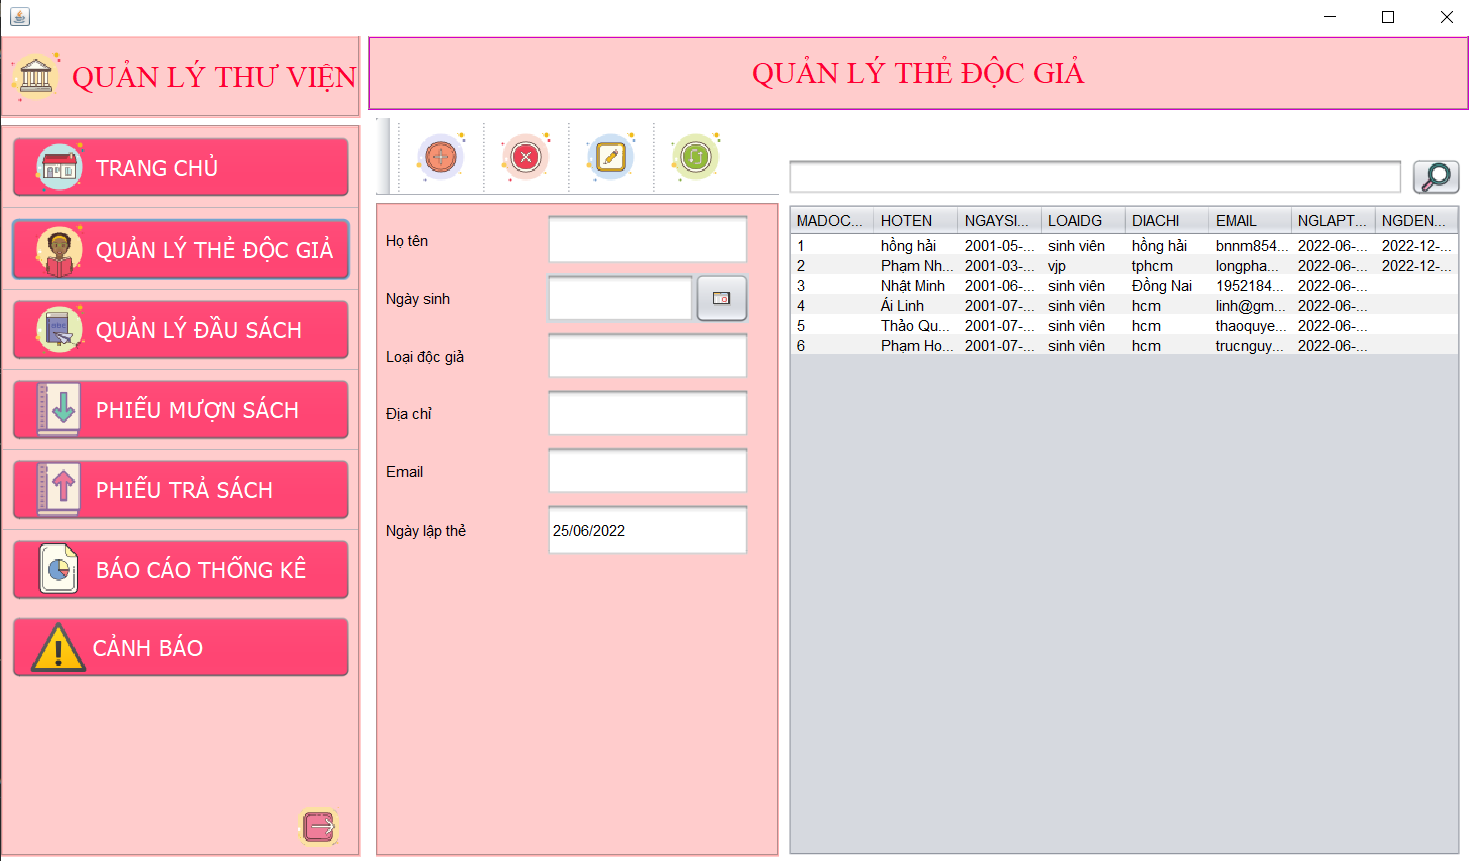 QUẢN LÝ THƯ VIỆN
TRANG CHỦ
QUẢN LÝ THẺ ĐỘC GIẢ
QUẢN LÝ ĐẦU SÁCH
PHIẾU MƯỢN SÁCH
PHIẾU TRẢ SÁCH
BÁO CÁO THỐNG KÊ
CẢNH BÁO
QUẢN LÝ THẺ ĐỘC GIẢ
Họ tên
Ngày sinh
Loại độc giả
Địa chỉ
Email
Ngày lập thẻ 25/06/2022
MADOC... HOTEN NGAYSI... LOAIDG DIACHI EMAIL NGLAPT... NGDEN...
1 hồng hải 2001-05-... sinh viên hồng hải bnnm854... 2022-06-... 2022-12-...
2 Phạm Nh... 2001-03-... vjp tphcm longpha... 2022-06-... 2022-12-...
3 Nhật Minh 2001-06-... sinh viên Đồng Nai 1952184... 2022-06-...
4 Ái Linh 2001-07-... sinh viên hcm linh@gm... 2022-06-...
5 Thảo Qu... 2001-07-... sinh viên hcm thaoquye... 2022-06-...
6 Phạm Ho... 2001-07-... sinh viên hcm trucnguy... 2022-06-...